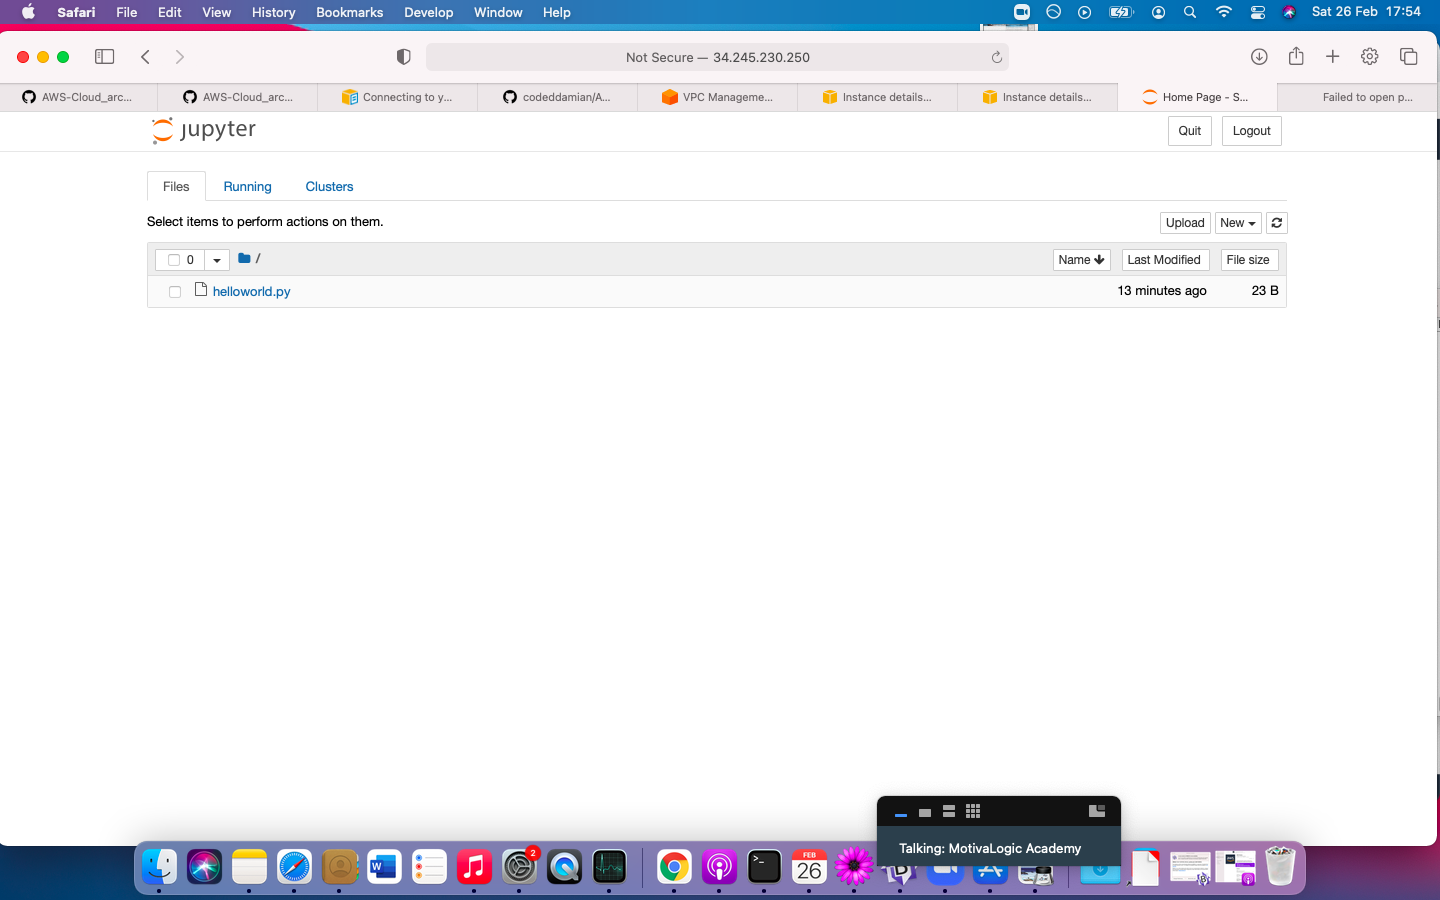 Safari File Edit View History Bookmarks Develop Window Help Sat 26 Feb 17:54
Not Secure — 34.245.230.250
AWS-Cloud_arc... AWS-Cloud_arc... Connecting to y... codeddamian/A... VPC Manageme... Instance details... Instance details... Home Page - S... Failed to open p...
jupyter Quit Logout
Files Running Clusters
Select items to perform actions on them. Upload New
0 / Name Last Modified File size
helloworld.py 13 minutes ago 23 B
Talking: MotivaLogic Academy
2
W
>_
FEB
26